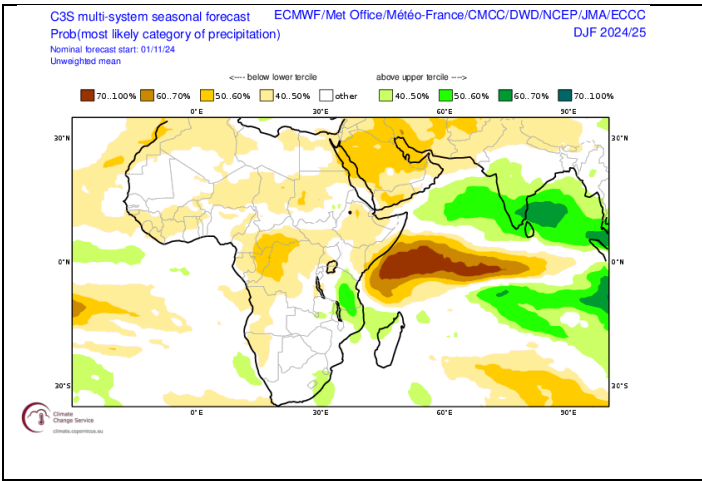 C3S multi-system seasonal forecast ECMWF/Met Office/Météo-France/CMCC/DWD/NCEP/JMA/ECCC
Prob(most likely category of precipitation) DJF 2024/25
Nominal forecast start: 01/11/24
Unweighted mean
<---- below lower tercile above upper tercile ---->
70..100% 60..70% 50..60% 40..50% other 40..50% 50..60% 60..70% 70..100%
0°E 30°E 60°E 90°E
30°N 30°N
0°N 0°N
30°S 30°S
0°E 30°E 60°E 90°E
Climate
Change Service
climate.copernicus.eu